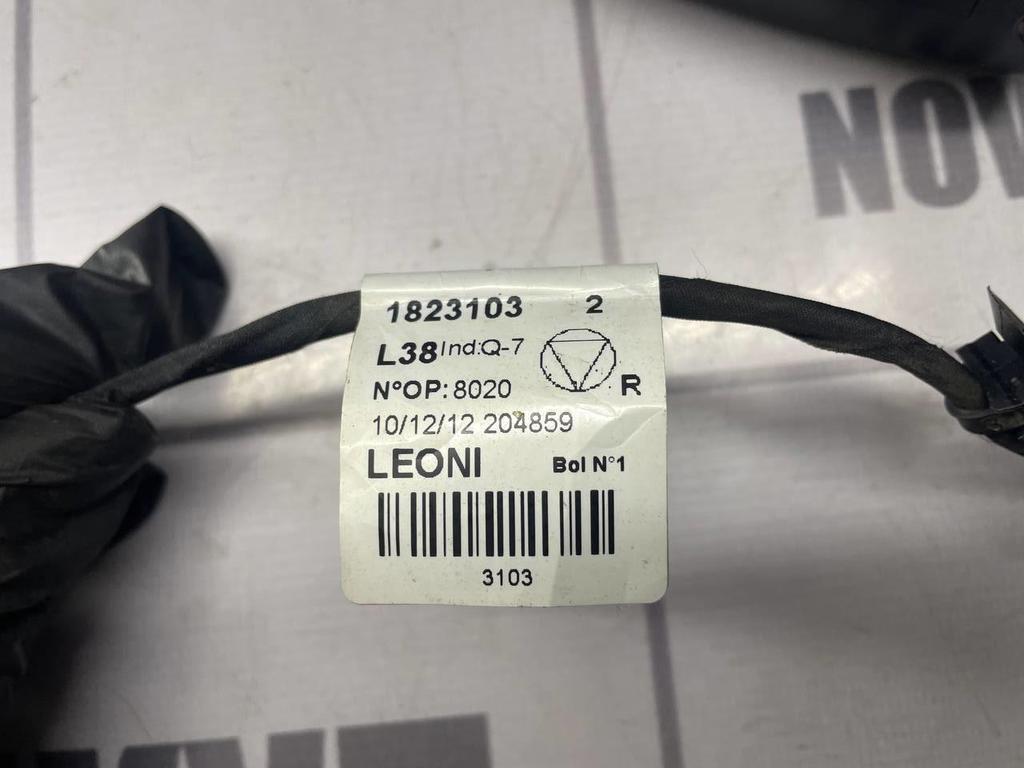 NOV
1823103 2
L38 Ind:Q-7
N°OP: 8020 R
10/12/12 204859
LEONI Bol N°1
3103